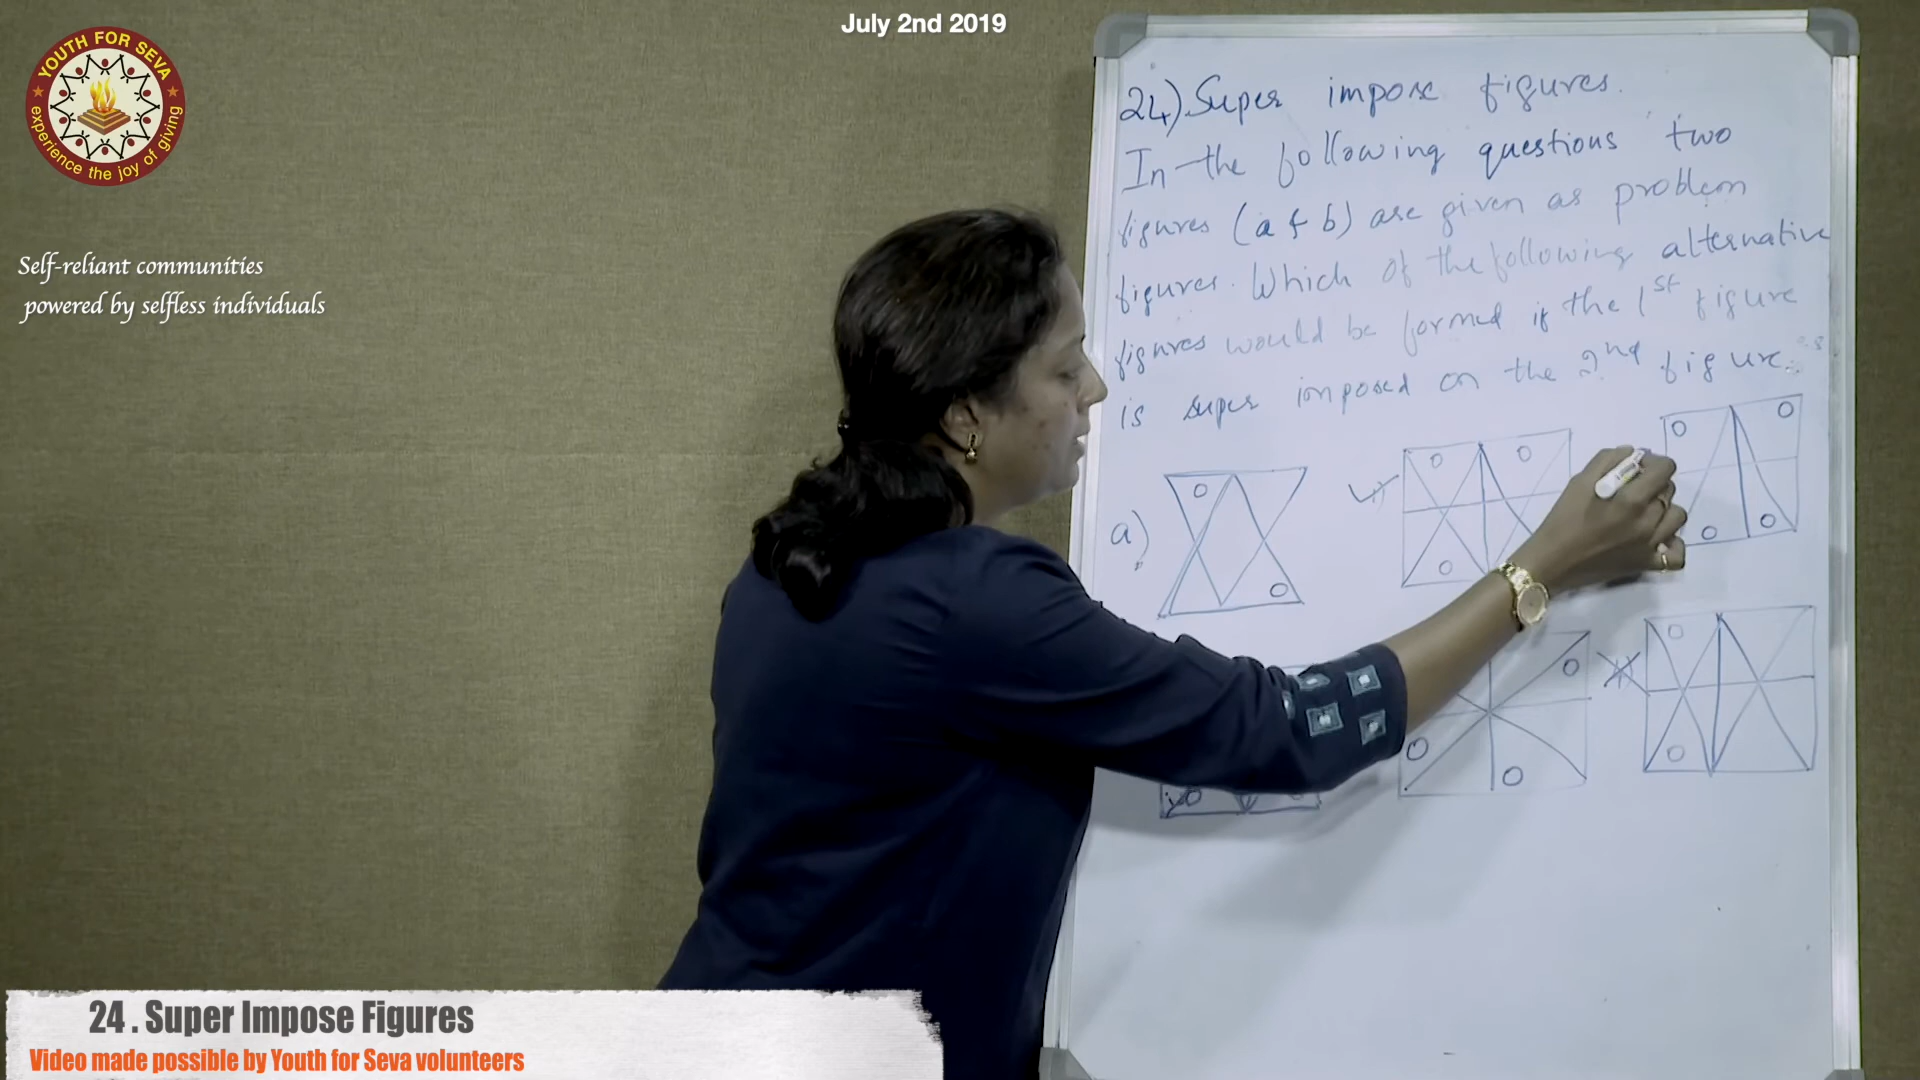 July 2nd 2019
YOUTH FOR SEVA
experience the joy of giving
Self-reliant communities
powered by selfless individuals
24) Super impose figures.
In the following questions two
figures (a & b) are given as problem
figures. Which of the following alternative
figures would be formed if the 1st figure
is super imposed on the 2nd figure.
a)
24 . Super Impose Figures
Video made possible by Youth for Seva volunteers